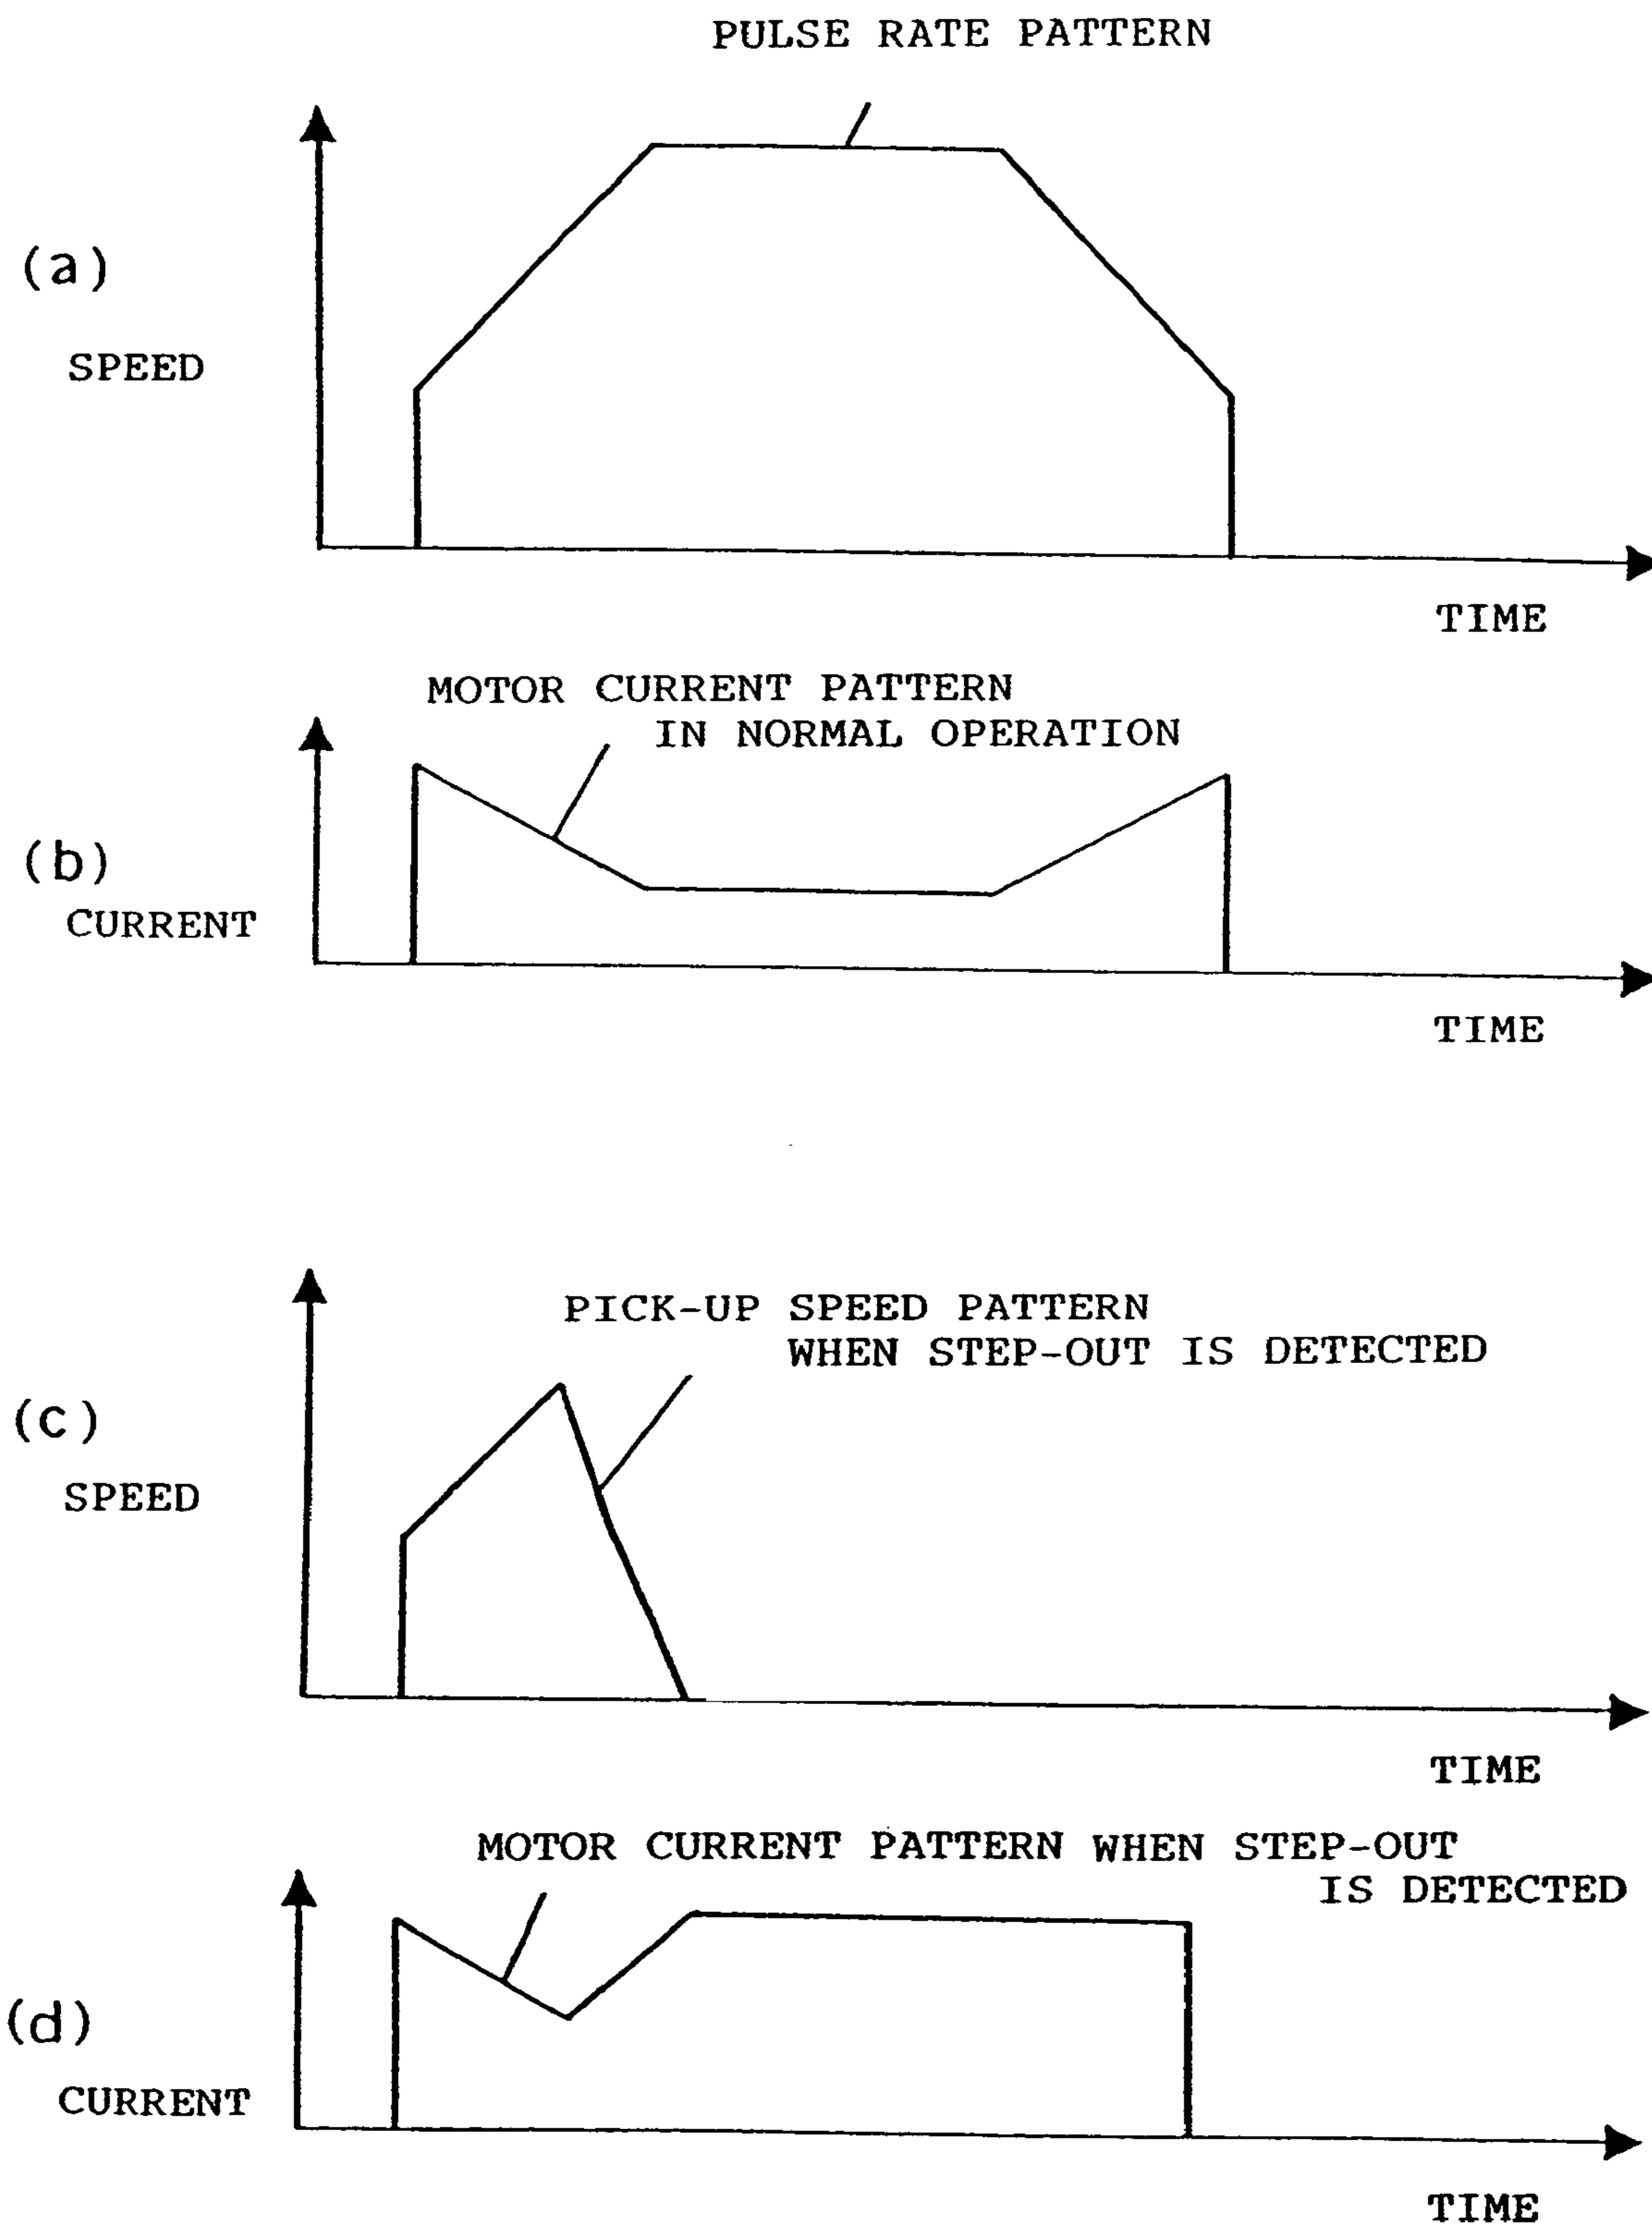 PULSE RATE PATTERN
(a)
SPEED
TIME
MOTOR CURRENT PATTERN
IN NORMAL OPERATION
(b)
CURRENT
TIME
PICK-UP SPEED PATTERN
WHEN STEP-OUT IS DETECTED
(c)
SPEED
TIME
MOTOR CURRENT PATTERN WHEN STEP-OUT
IS DETECTED
(d)
CURRENT
TIME